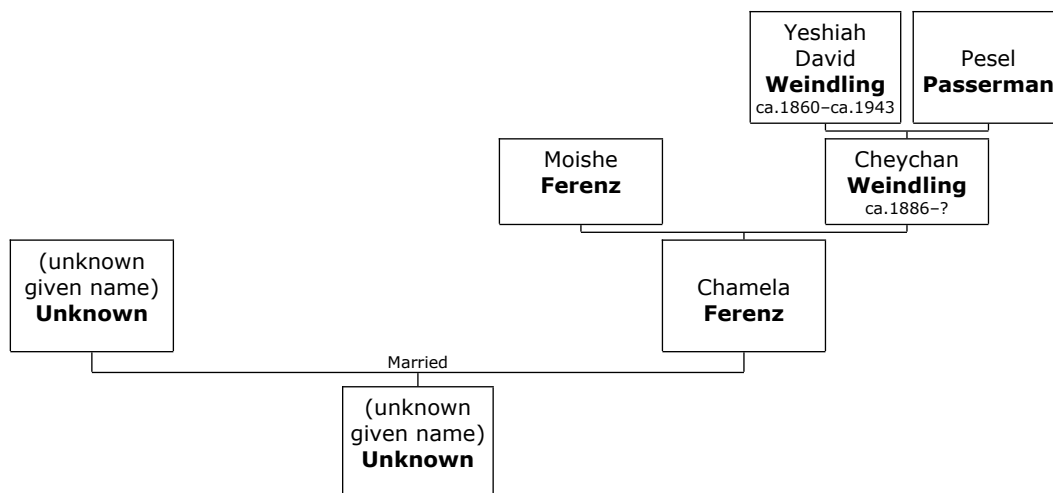 Yeshiah
David
Weindling
ca.1860–ca.1943
Pesel
Passerman
Moishe
Ferenz
Cheychan
Weindling
ca.1886–?
(unknown
given name)
Unknown
Chamela
Ferenz
Married
(unknown
given name)
Unknown